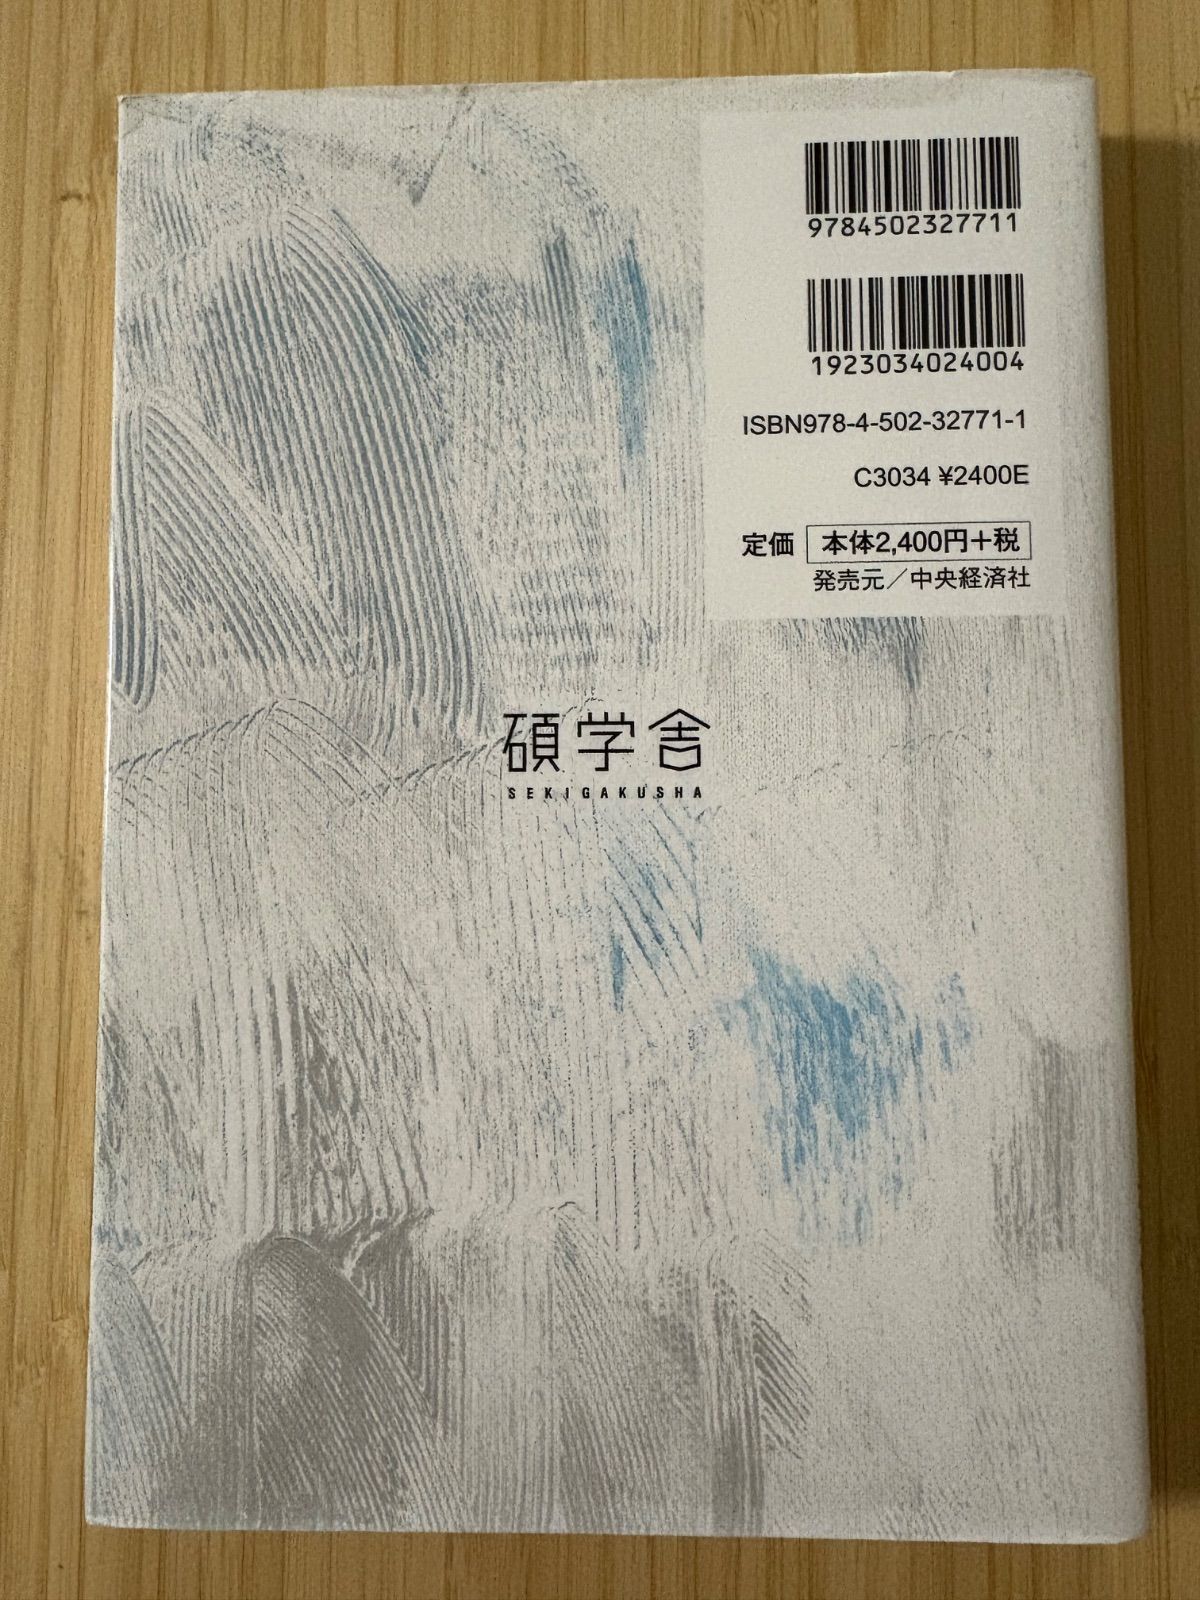 9784502327711
1923034024004
ISBN978-4-502-32771-1
C3034 ¥2400E
定価 本体2,400円+税
発売元/中央経済社
碩学舎
SEKIGAKUSHA